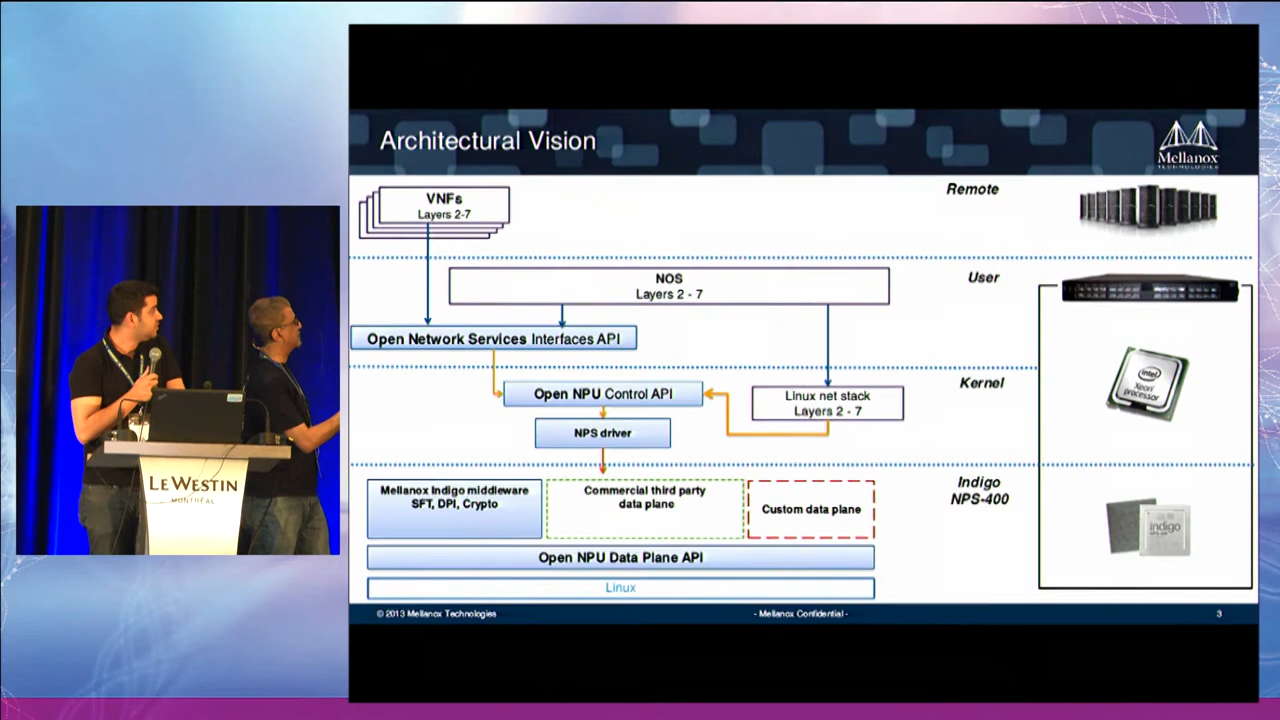 Architectural Vision
Mellanox
TECHNOLOGIES
VNFs
Layers 2-7
Remote
NOS
Layers 2 - 7
User
Open Network Services Interfaces API
Kernel
Open NPU Control API
Linux net stack
Layers 2 - 7
NPS driver
intel
Xeon
processor
Indigo
NPS-400
Mellanox Indigo middleware
SFT, DPI, Crypto
Commercial third party
data plane
Custom data plane
indigo
Open NPU Data Plane API
Linux
© 2013 Mellanox Technologies
- Mellanox Confidential -
3
LE WESTIN
MONTRÉAL